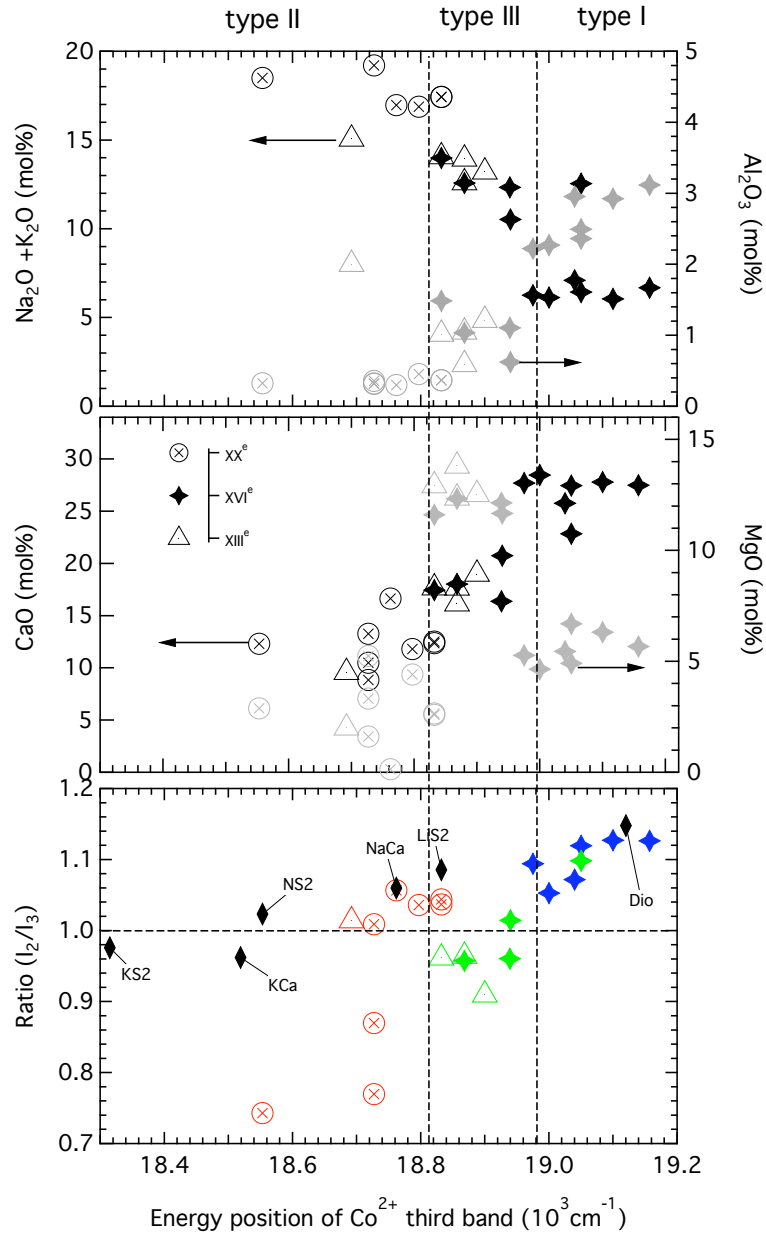 type II type III type I
20
15
10
5
0
Na₂O +K₂O (mol%)
5
4
3
2
1
0
Al₂O₃ (mol%)
30
25
20
15
10
5
0
CaO (mol%)
XXᵉ
XVIᵉ
XIIIᵉ
15
10
5
0
MgO (mol%)
1.2
1.1
1.0
0.9
0.8
0.7
Ratio (I₂/I₃)
KS2
NS2
KCa
NaCa
LiS2
Dio
18.4 18.6 18.8 19.0 19.2
Energy position of Co²⁺ third band (10³cm⁻¹)